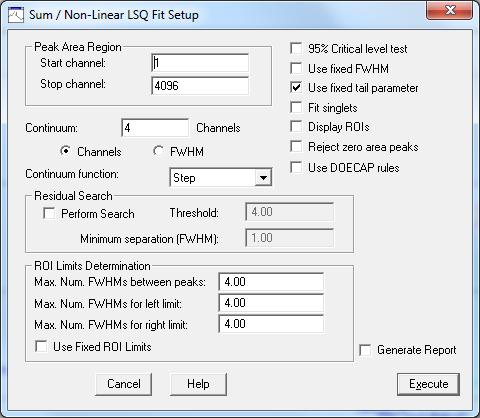 Sum / Non-Linear LSQ Fit Setup
Peak Area Region
Start channel: 1
Stop channel: 4096
95% Critical level test
Use fixed FWHM
Use fixed tail parameter
Fit singlets
Display ROIs
Reject zero area peaks
Use DOECAP rules
Continuum: 4 Channels
Channels FWHM
Continuum function: Step
Residual Search
Perform Search Threshold: 4.00
Minimum separation (FWHM): 1.00
ROI Limits Determination
Max. Num. FWHMs between peaks: 4.00
Max. Num. FWHMs for left limit: 4.00
Max. Num. FWHMs for right limit: 4.00
Use Fixed ROI Limits
Generate Report
Cancel Help Execute